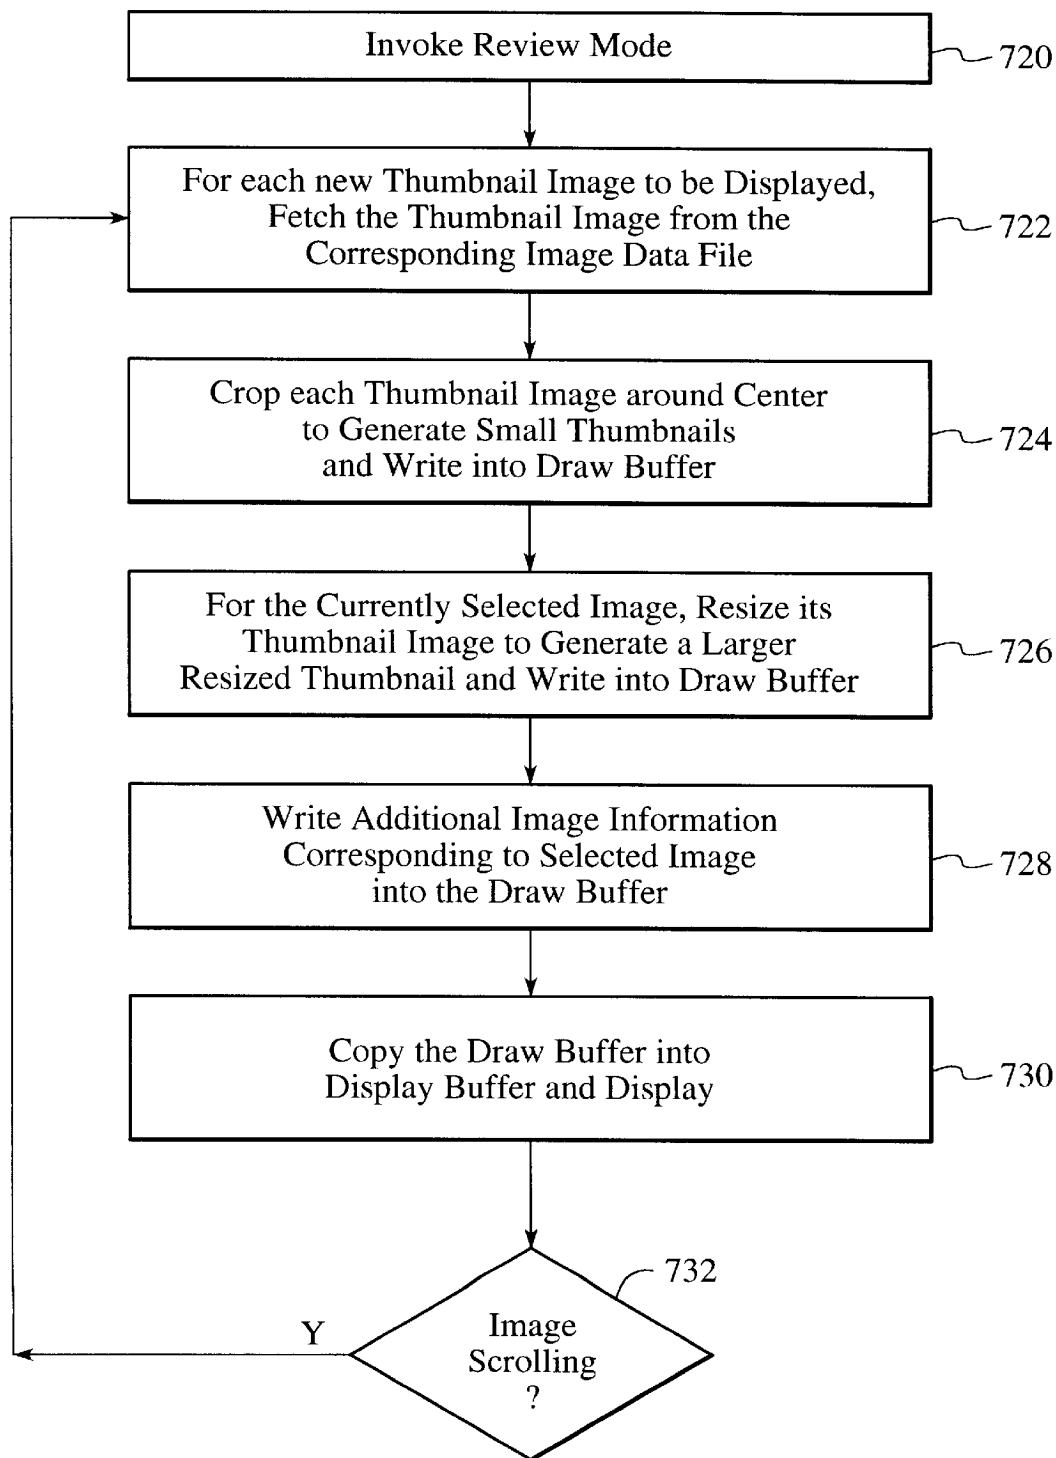 Invoke Review Mode
720
For each new Thumbnail Image to be Displayed,
Fetch the Thumbnail Image from the
Corresponding Image Data File
722
Crop each Thumbnail Image around Center
to Generate Small Thumbnails
and Write into Draw Buffer
724
For the Currently Selected Image, Resize its
Thumbnail Image to Generate a Larger
Resized Thumbnail and Write into Draw Buffer
726
Write Additional Image Information
Corresponding to Selected Image
into the Draw Buffer
728
Copy the Draw Buffer into
Display Buffer and Display
730
732
Y
Image
Scrolling
?